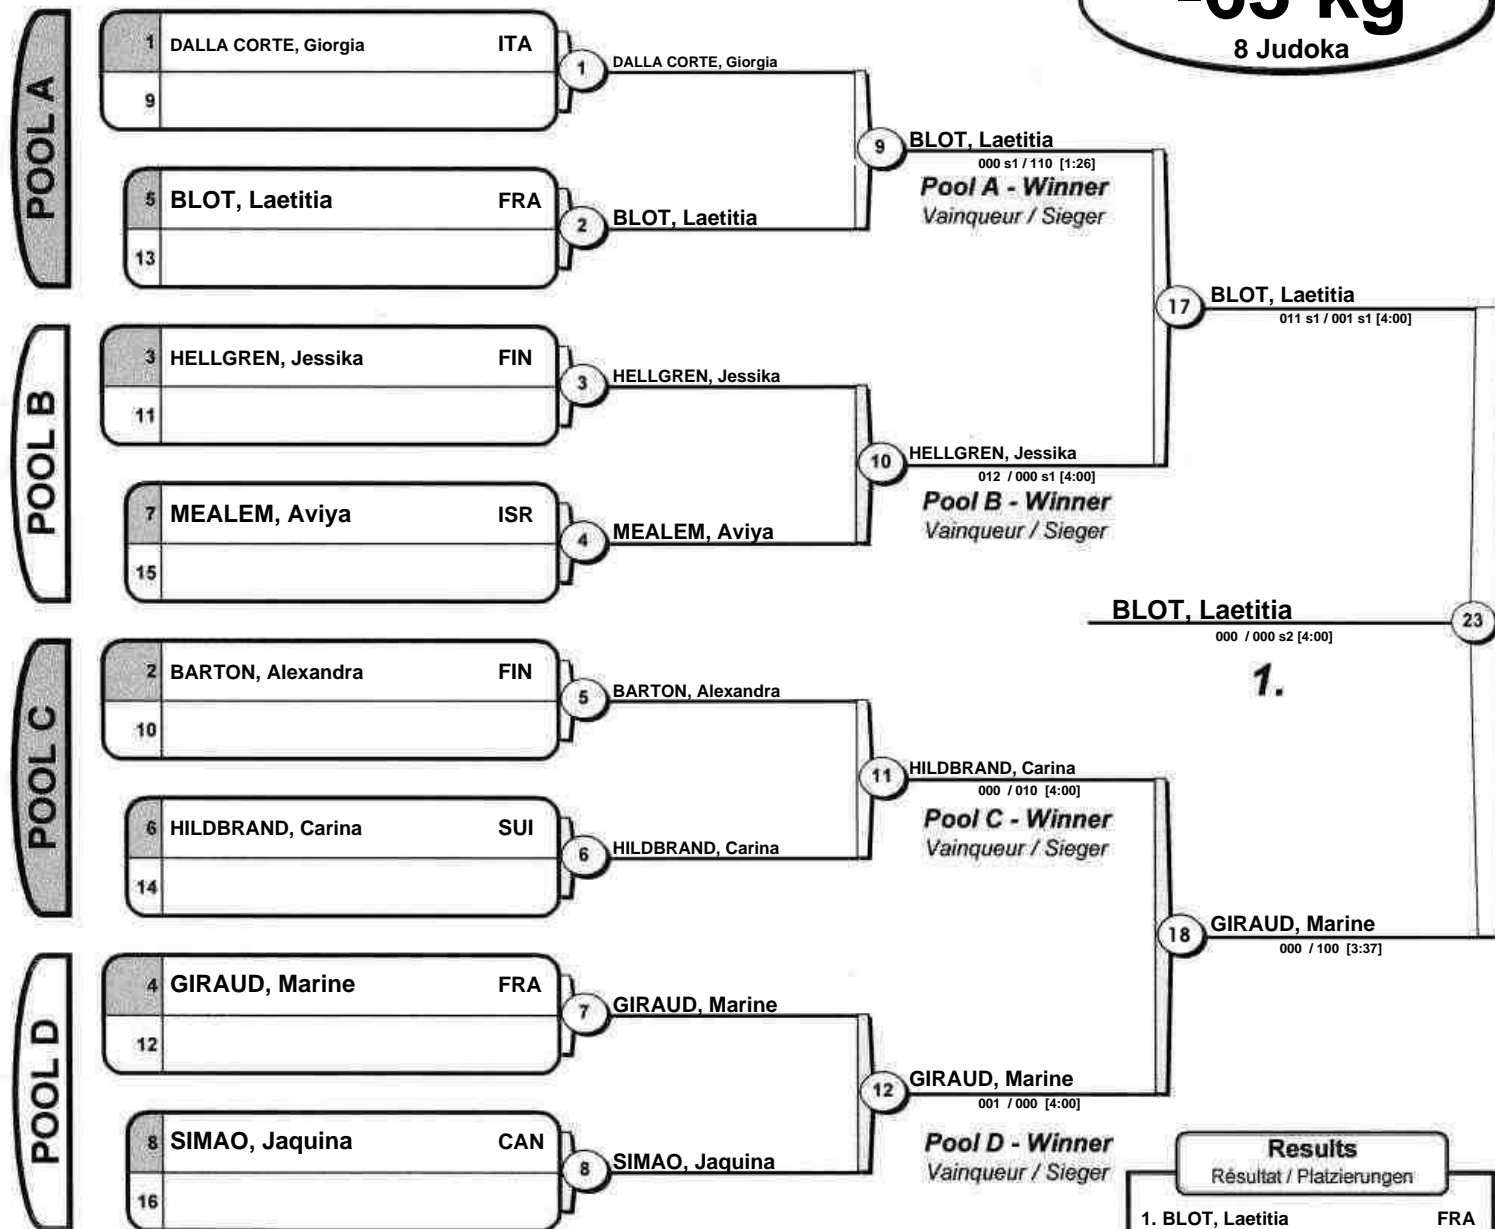 -63 kg
8 Judoka
POOL A
1 DALLA CORTE, Giorgia ITA
9
1 DALLA CORTE, Giorgia
5 BLOT, Laetitia FRA
13
2 BLOT, Laetitia
9 BLOT, Laetitia
000 s1 / 110 [1:26]
Pool A - Winner
Vainqueur / Sieger
17 BLOT, Laetitia
011 s1 / 001 s1 [4:00]
POOL B
3 HELLGREN, Jessika FIN
11
3 HELLGREN, Jessika
7 MEALEM, Aviya ISR
15
4 MEALEM, Aviya
10 HELLGREN, Jessika
012 / 000 s1 [4:00]
Pool B - Winner
Vainqueur / Sieger
BLOT, Laetitia 23
000 / 000 s2 [4:00]
1.
POOL C
2 BARTON, Alexandra FIN
10
5 BARTON, Alexandra
6 HILDBRAND, Carina SUI
14
6 HILDBRAND, Carina
11 HILDBRAND, Carina
000 / 010 [4:00]
Pool C - Winner
Vainqueur / Sieger
18 GIRAUD, Marine
000 / 100 [3:37]
POOL D
4 GIRAUD, Marine FRA
12
7 GIRAUD, Marine
8 SIMAO, Jaquina CAN
16
8 SIMAO, Jaquina
12 GIRAUD, Marine
001 / 000 [4:00]
Pool D - Winner
Vainqueur / Sieger
Results
Résultat / Platzierungen
1. BLOT, Laetitia FRA